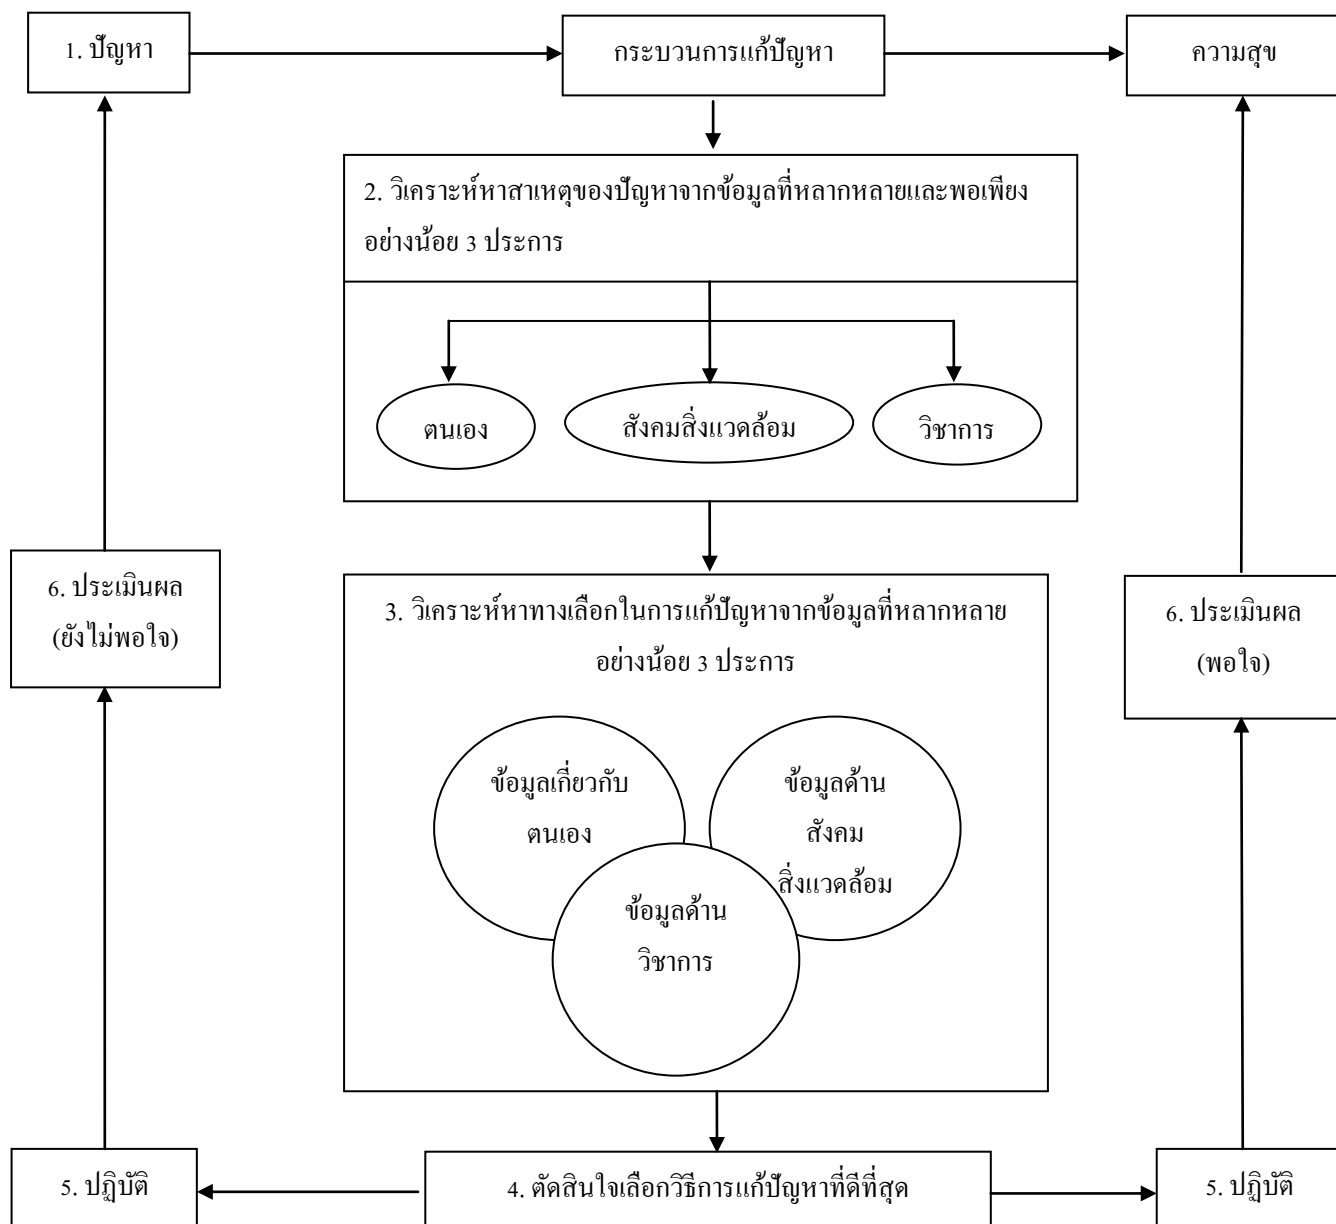 1. ปัญหา
กระบวนการแก้ปัญหา
ความสุข
2. วิเคราะห์หาสาเหตุของปัญหาจากข้อมูลที่หลากหลายและพอเพียง
อย่างน้อย 3 ประการ
ตนเอง
สังคมสิ่งแวดล้อม
วิชาการ
6. ประเมินผล
(ยังไม่พอใจ)
3. วิเคราะห์หาทางเลือกในการแก้ปัญหาจากข้อมูลที่หลากหลาย
อย่างน้อย 3 ประการ
6. ประเมินผล
(พอใจ)
ข้อมูลเกี่ยวกับ
ตนเอง
ข้อมูลด้าน
สังคม
สิ่งแวดล้อม
ข้อมูลด้าน
วิชาการ
5. ปฏิบัติ
4. ตัดสินใจเลือกวิธีการแก้ปัญหาที่ดีที่สุด
5. ปฏิบัติ